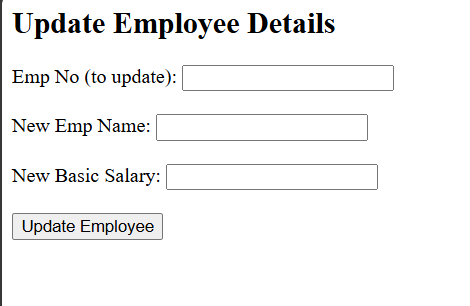 Update Employee Details
Emp No (to update):
New Emp Name:
New Basic Salary:
Update Employee